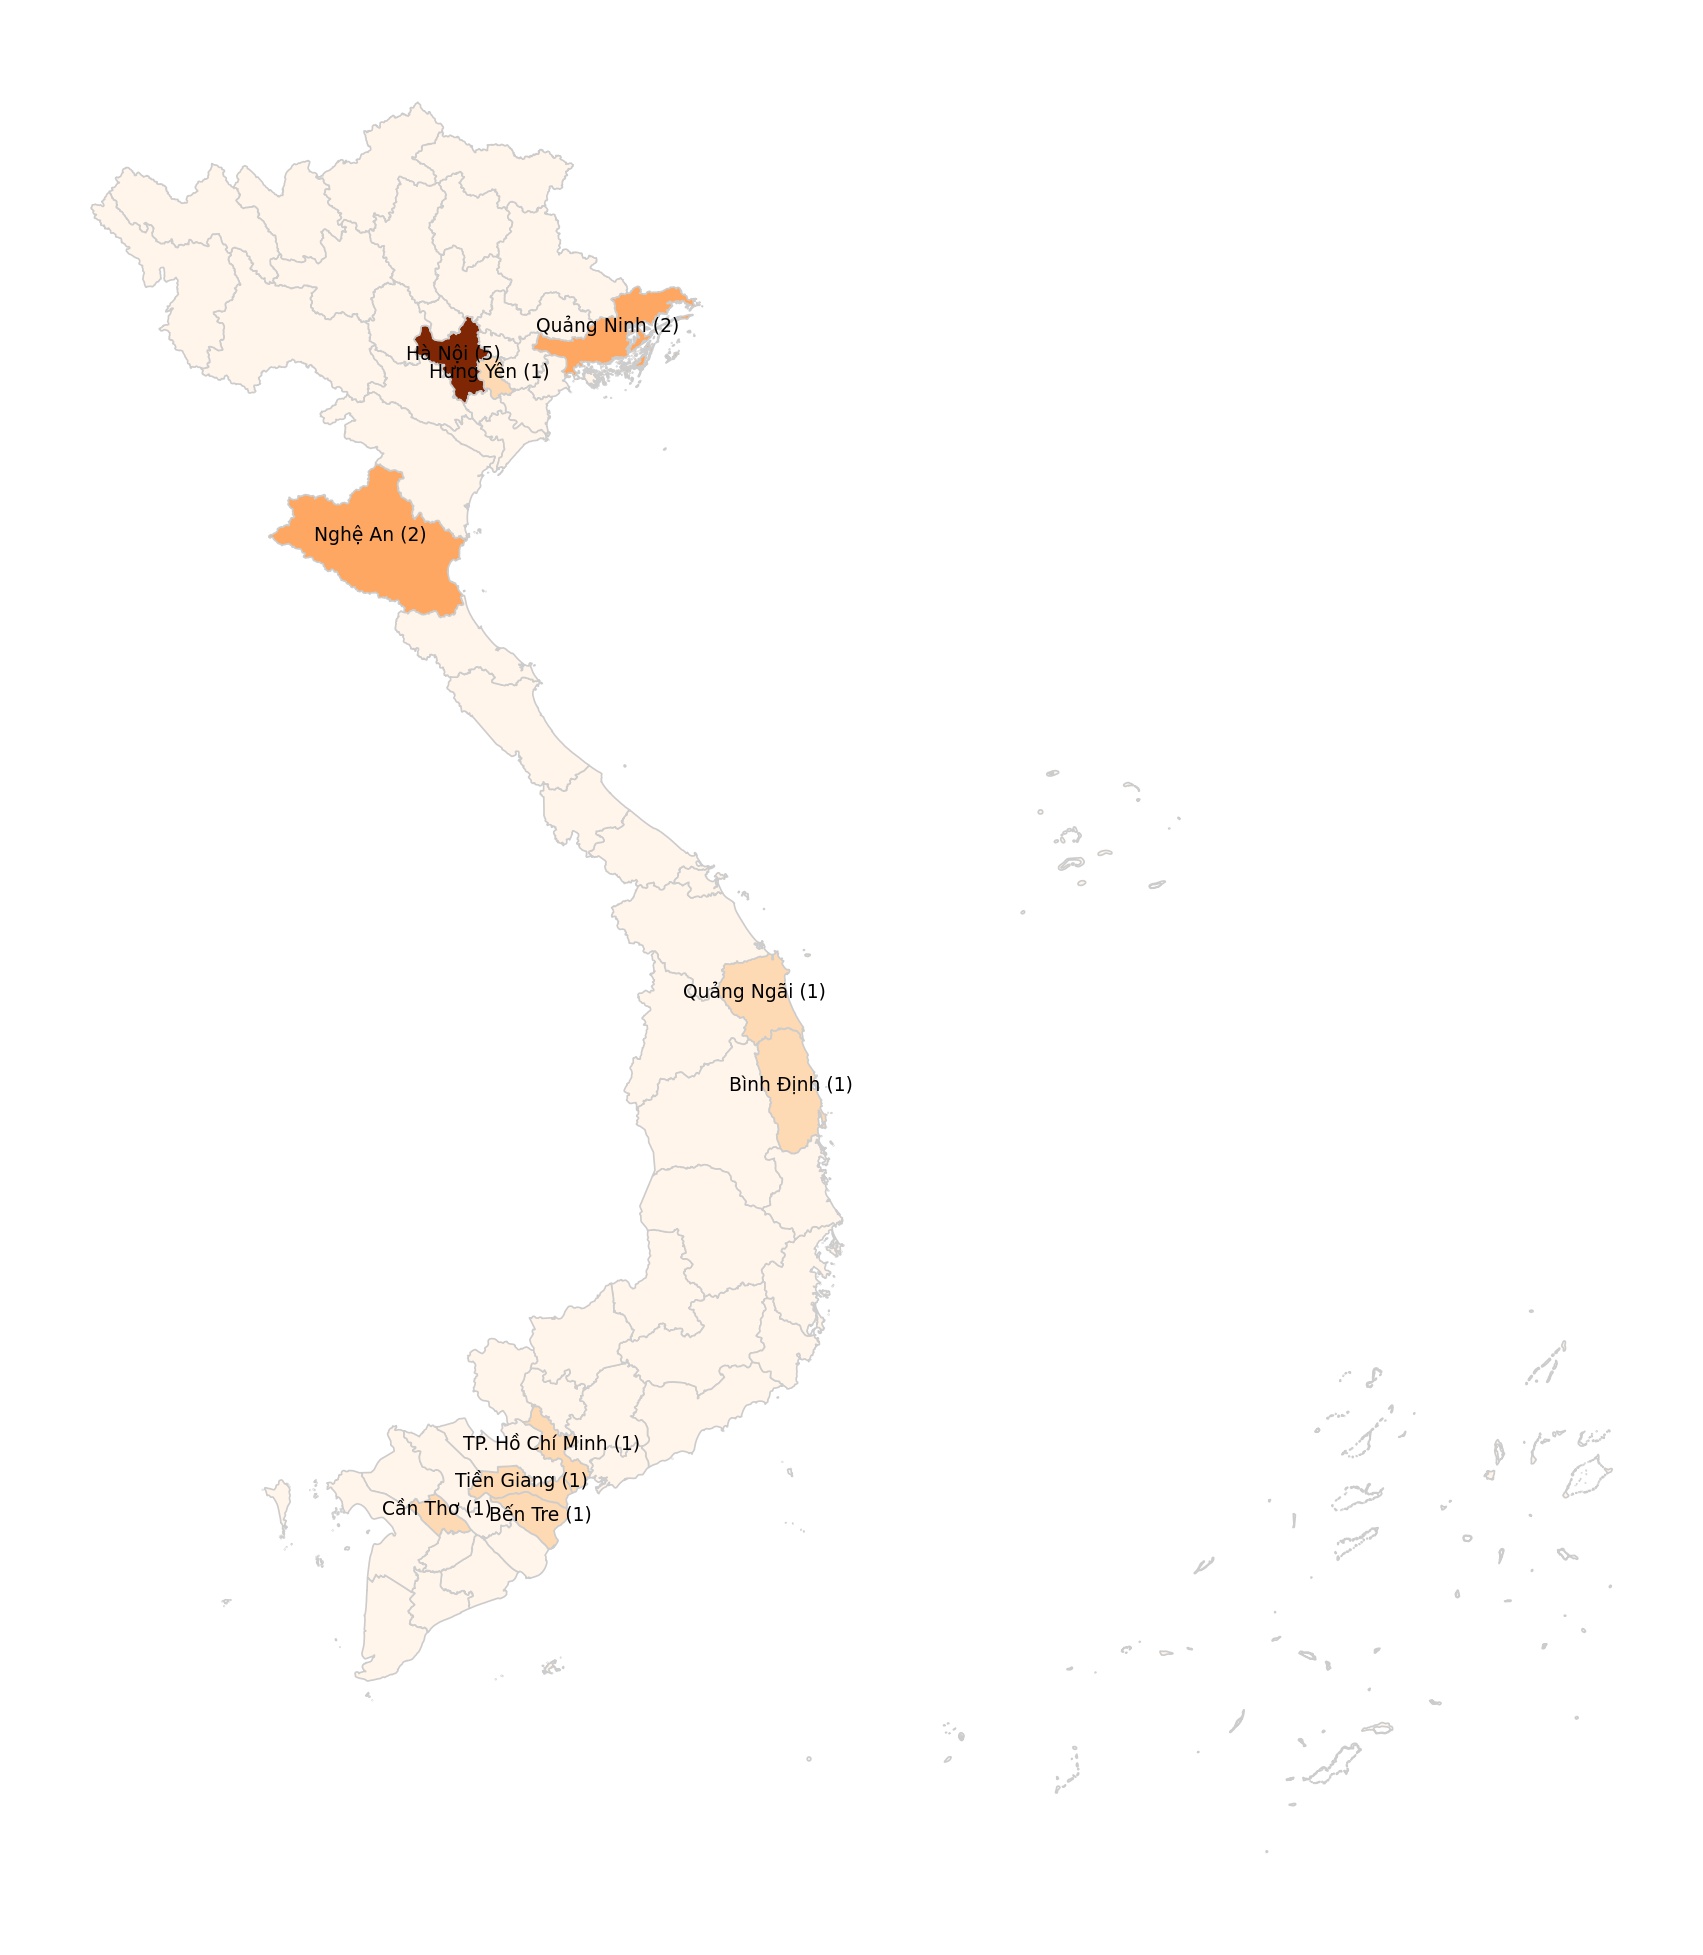 Quảng Ninh (2)
Hà Nội (5)
Hưng Yên (1)
Nghệ An (2)
Quảng Ngãi (1)
Bình Định (1)
TP. Hồ Chí Minh (1)
Tiền Giang (1)
Cần Thơ (1)
Bến Tre (1)